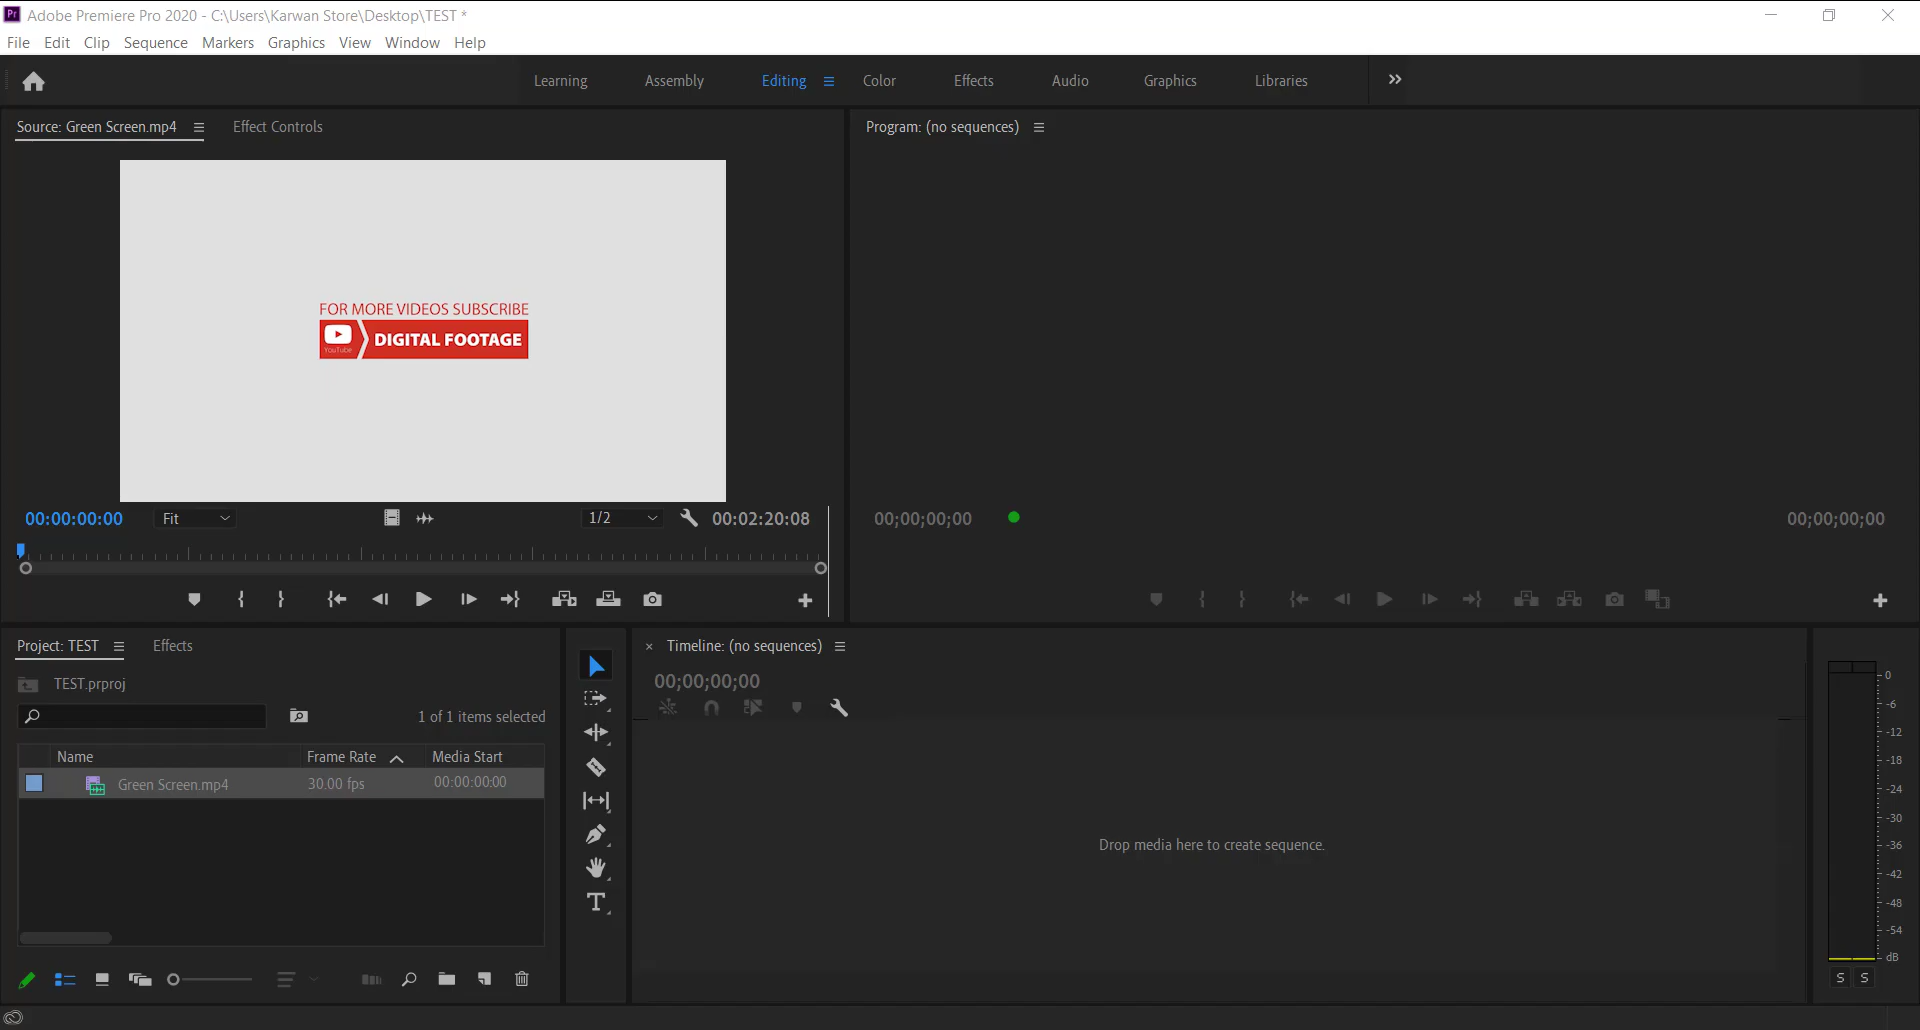 Adobe Premiere Pro 2020 - C:\Users\Karwan Store\Desktop\TEST *
File Edit Clip Sequence Markers Graphics View Window Help
Learning Assembly Editing Color Effects Audio Graphics Libraries
Source: Green Screen.mp4 Effect Controls
Program: (no sequences)
FOR MORE VIDEOS SUBSCRIBE
YouTube DIGITAL FOOTAGE
00:00:00:00 Fit 1/2 00:02:20:08
00;00;00;00 00;00;00;00
Project: TEST Effects
TEST.prproj
1 of 1 items selected
Name Frame Rate Media Start
Green Screen.mp4 30.00 fps 00:00:00:00
Timeline: (no sequences)
00;00;00;00
Drop media here to create sequence.
0
-6
-12
-18
-24
-30
-36
-42
-48
-54
dB
S S